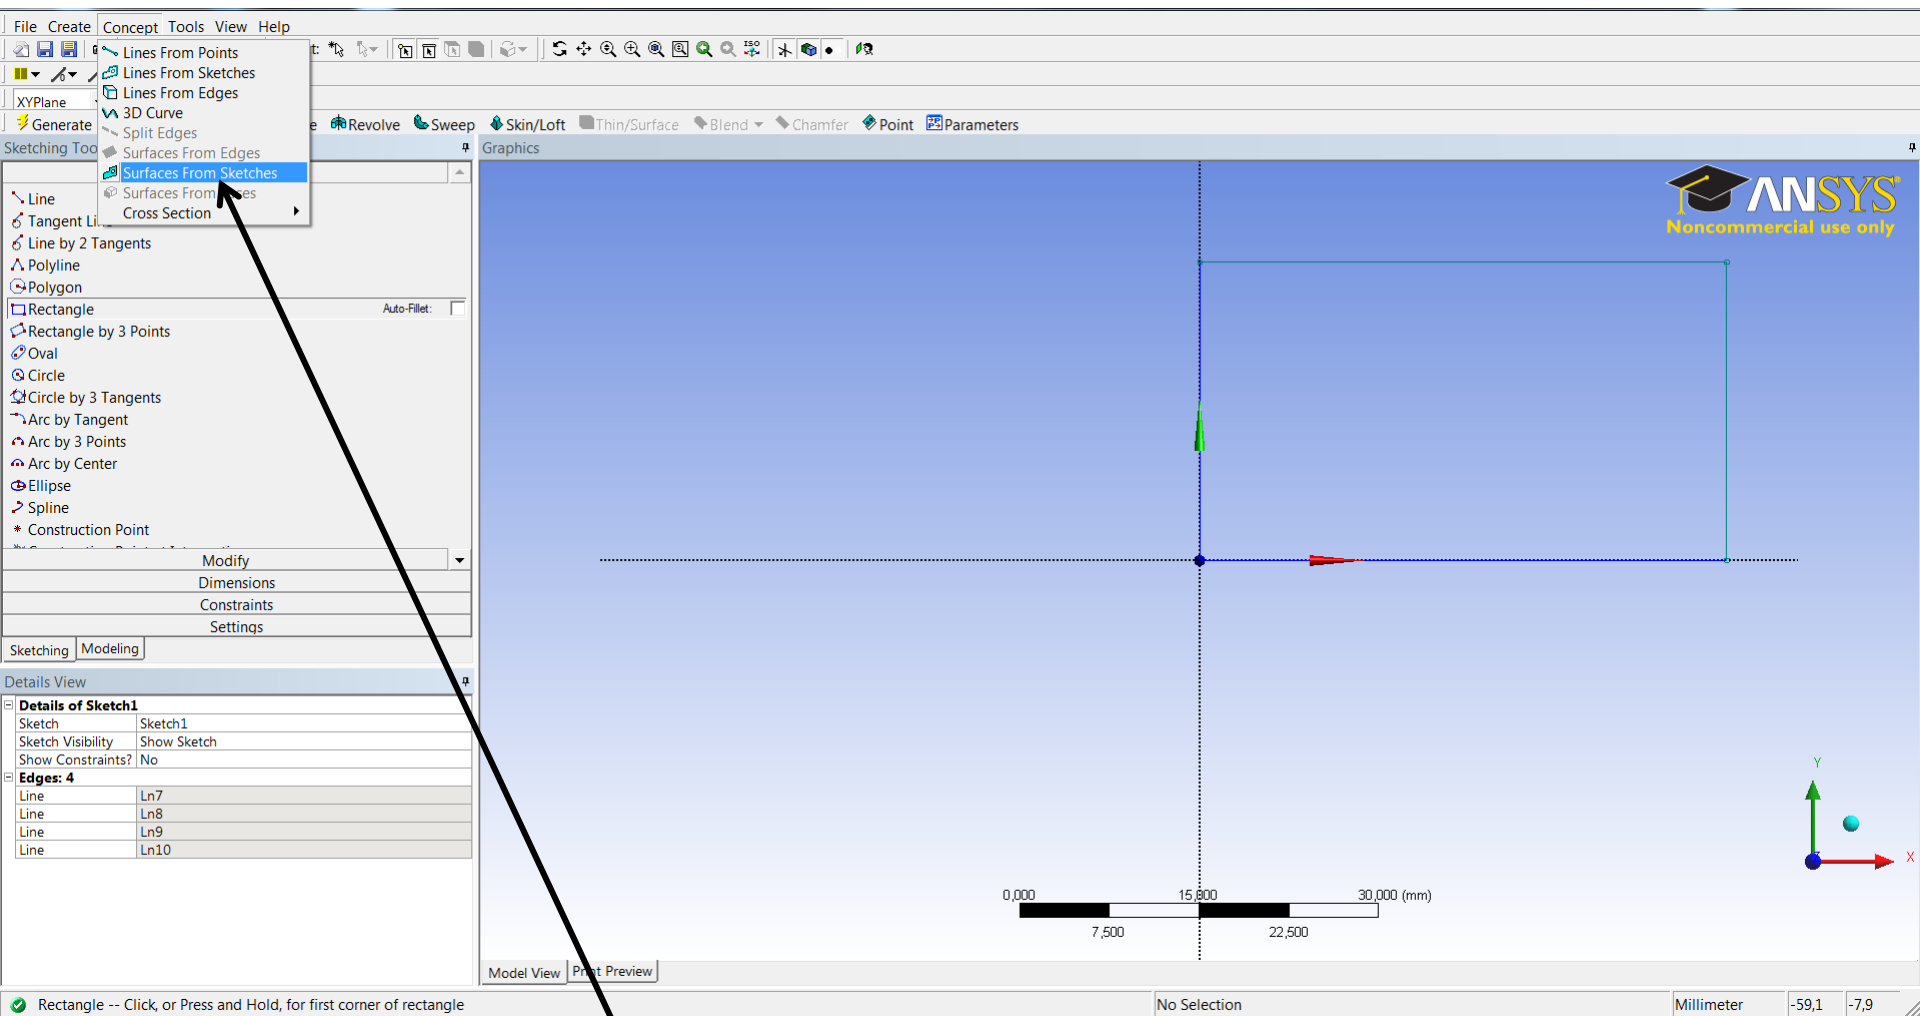 File Create Concept Tools View Help
Lines From Points
Lines From Sketches
Lines From Edges
3D Curve
Split Edges
Surfaces From Edges
Surfaces From Sketches
Surfaces From
Cross Section
t:
ISO
XYPlane
Generate
e Revolve Sweep Skin/Loft Thin/Surface Blend Chamfer Point Parameters
Sketching Too
Graphics
Line
Tangent Li
Line by 2 Tangents
Polyline
Polygon
Rectangle Auto-Fillet:
Rectangle by 3 Points
Oval
Circle
Circle by 3 Tangents
Arc by Tangent
Arc by 3 Points
Arc by Center
Ellipse
Spline
Construction Point
Modify
Dimensions
Constraints
Settings
Sketching Modeling
Details View
Details of Sketch1
Sketch Sketch1
Sketch Visibility Show Sketch
Show Constraints? No
Edges: 4
Line Ln7
Line Ln8
Line Ln9
Line Ln10
ANSYS
Noncommercial use only
Y
X
0,000 15,000 30,000 (mm)
7,500 22,500
Model View Print Preview
Rectangle -- Click, or Press and Hold, for first corner of rectangle
No Selection
Millimeter -59,1 -7,9